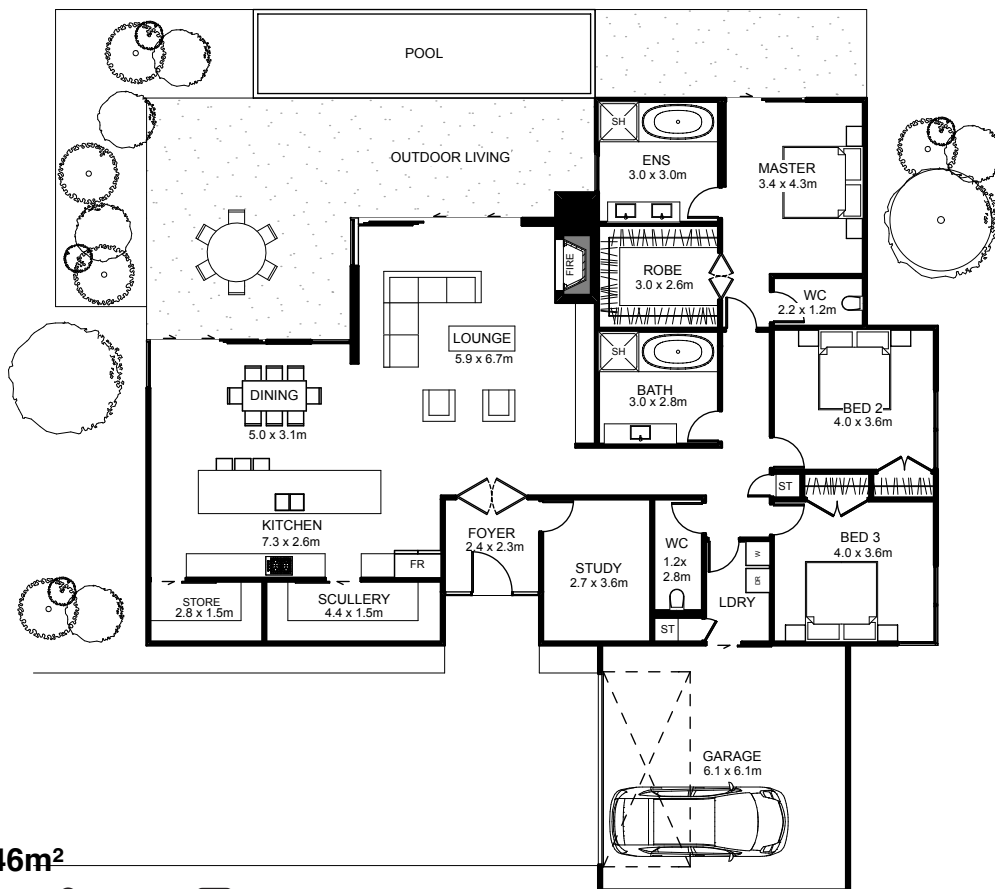 POOL
SH
ENS
3.0 x 3.0m
MASTER
3.4 x 4.3m
OUTDOOR LIVING
FIRE
ROBE
3.0 x 2.6m
WC
2.2 x 1.2m
LOUNGE
5.9 x 6.7m
SH
BATH
3.0 x 2.8m
DINING
5.0 x 3.1m
BED 2
4.0 x 3.6m
ST
KITCHEN
7.3 x 2.6m
FOYER
2.4 x 2.3m
WC
1.2x
2.8m
BED 3
4.0 x 3.6m
W
FR
STUDY
2.7 x 3.6m
DR
STORE
2.8 x 1.5m
SCULLERY
4.4 x 1.5m
LDRY
ST
GARAGE
6.1 x 6.1m
46m²